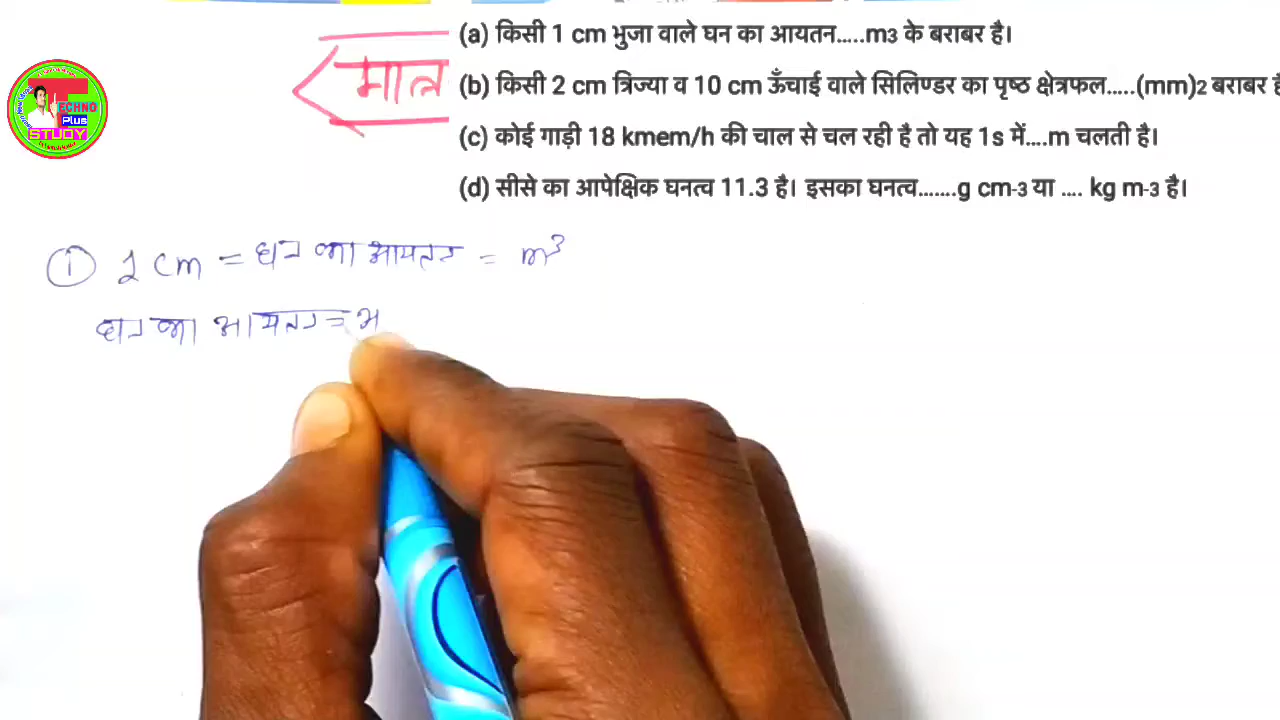 (a) किसी 1 cm भुजा वाले घन का आयतन.....m3 के बराबर है।
मात्र
(b) किसी 2 cm त्रिज्या व 10 cm ऊँचाई वाले सिलिण्डर का पृष्ठ क्षेत्रफल.....(mm)2 बराबर है
(c) कोई गाड़ी 18 kmem/h की चाल से चल रही है तो यह 1s में....m चलती है।
(d) सीसे का आपेक्षिक घनत्व 11.3 है। इसका घनत्व.......g cm-3 या .... kg m-3 है।
TECHNO
Plus
STUDY
① 1 cm = घन का आयतन = m³
घन का आयतन = भ